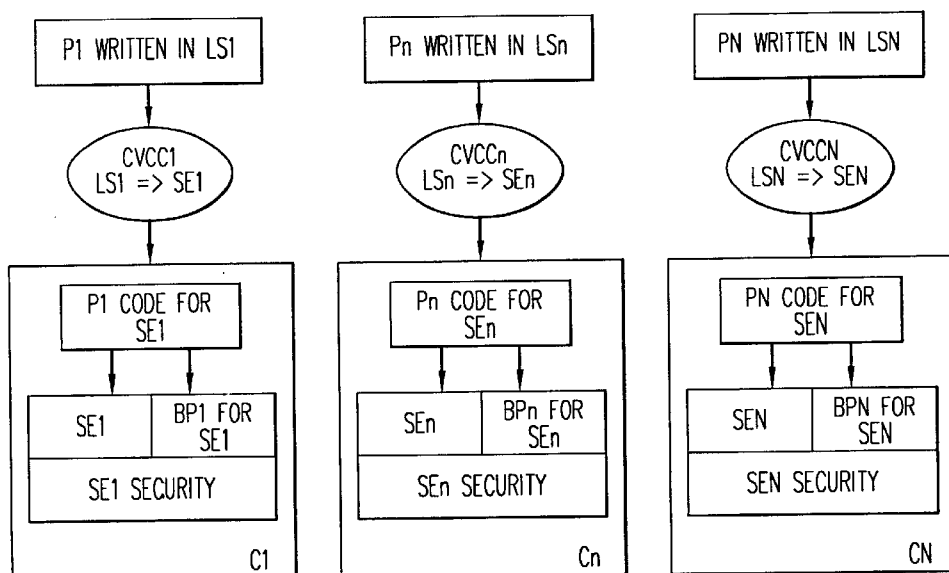 P1 WRITTEN IN LS1
CVCC1
LS1 => SE1
P1 CODE FOR
SE1
SE1
BP1 FOR
SE1
SE1 SECURITY
C1
Pn WRITTEN IN LSn
CVCCn
LSn => SEn
Pn CODE FOR
SEn
SEn
BPn FOR
SEn
SEn SECURITY
Cn
PN WRITTEN IN LSN
CVCCN
LSN => SEN
PN CODE FOR
SEN
SEN
BPN FOR
SEN
SEN SECURITY
CN